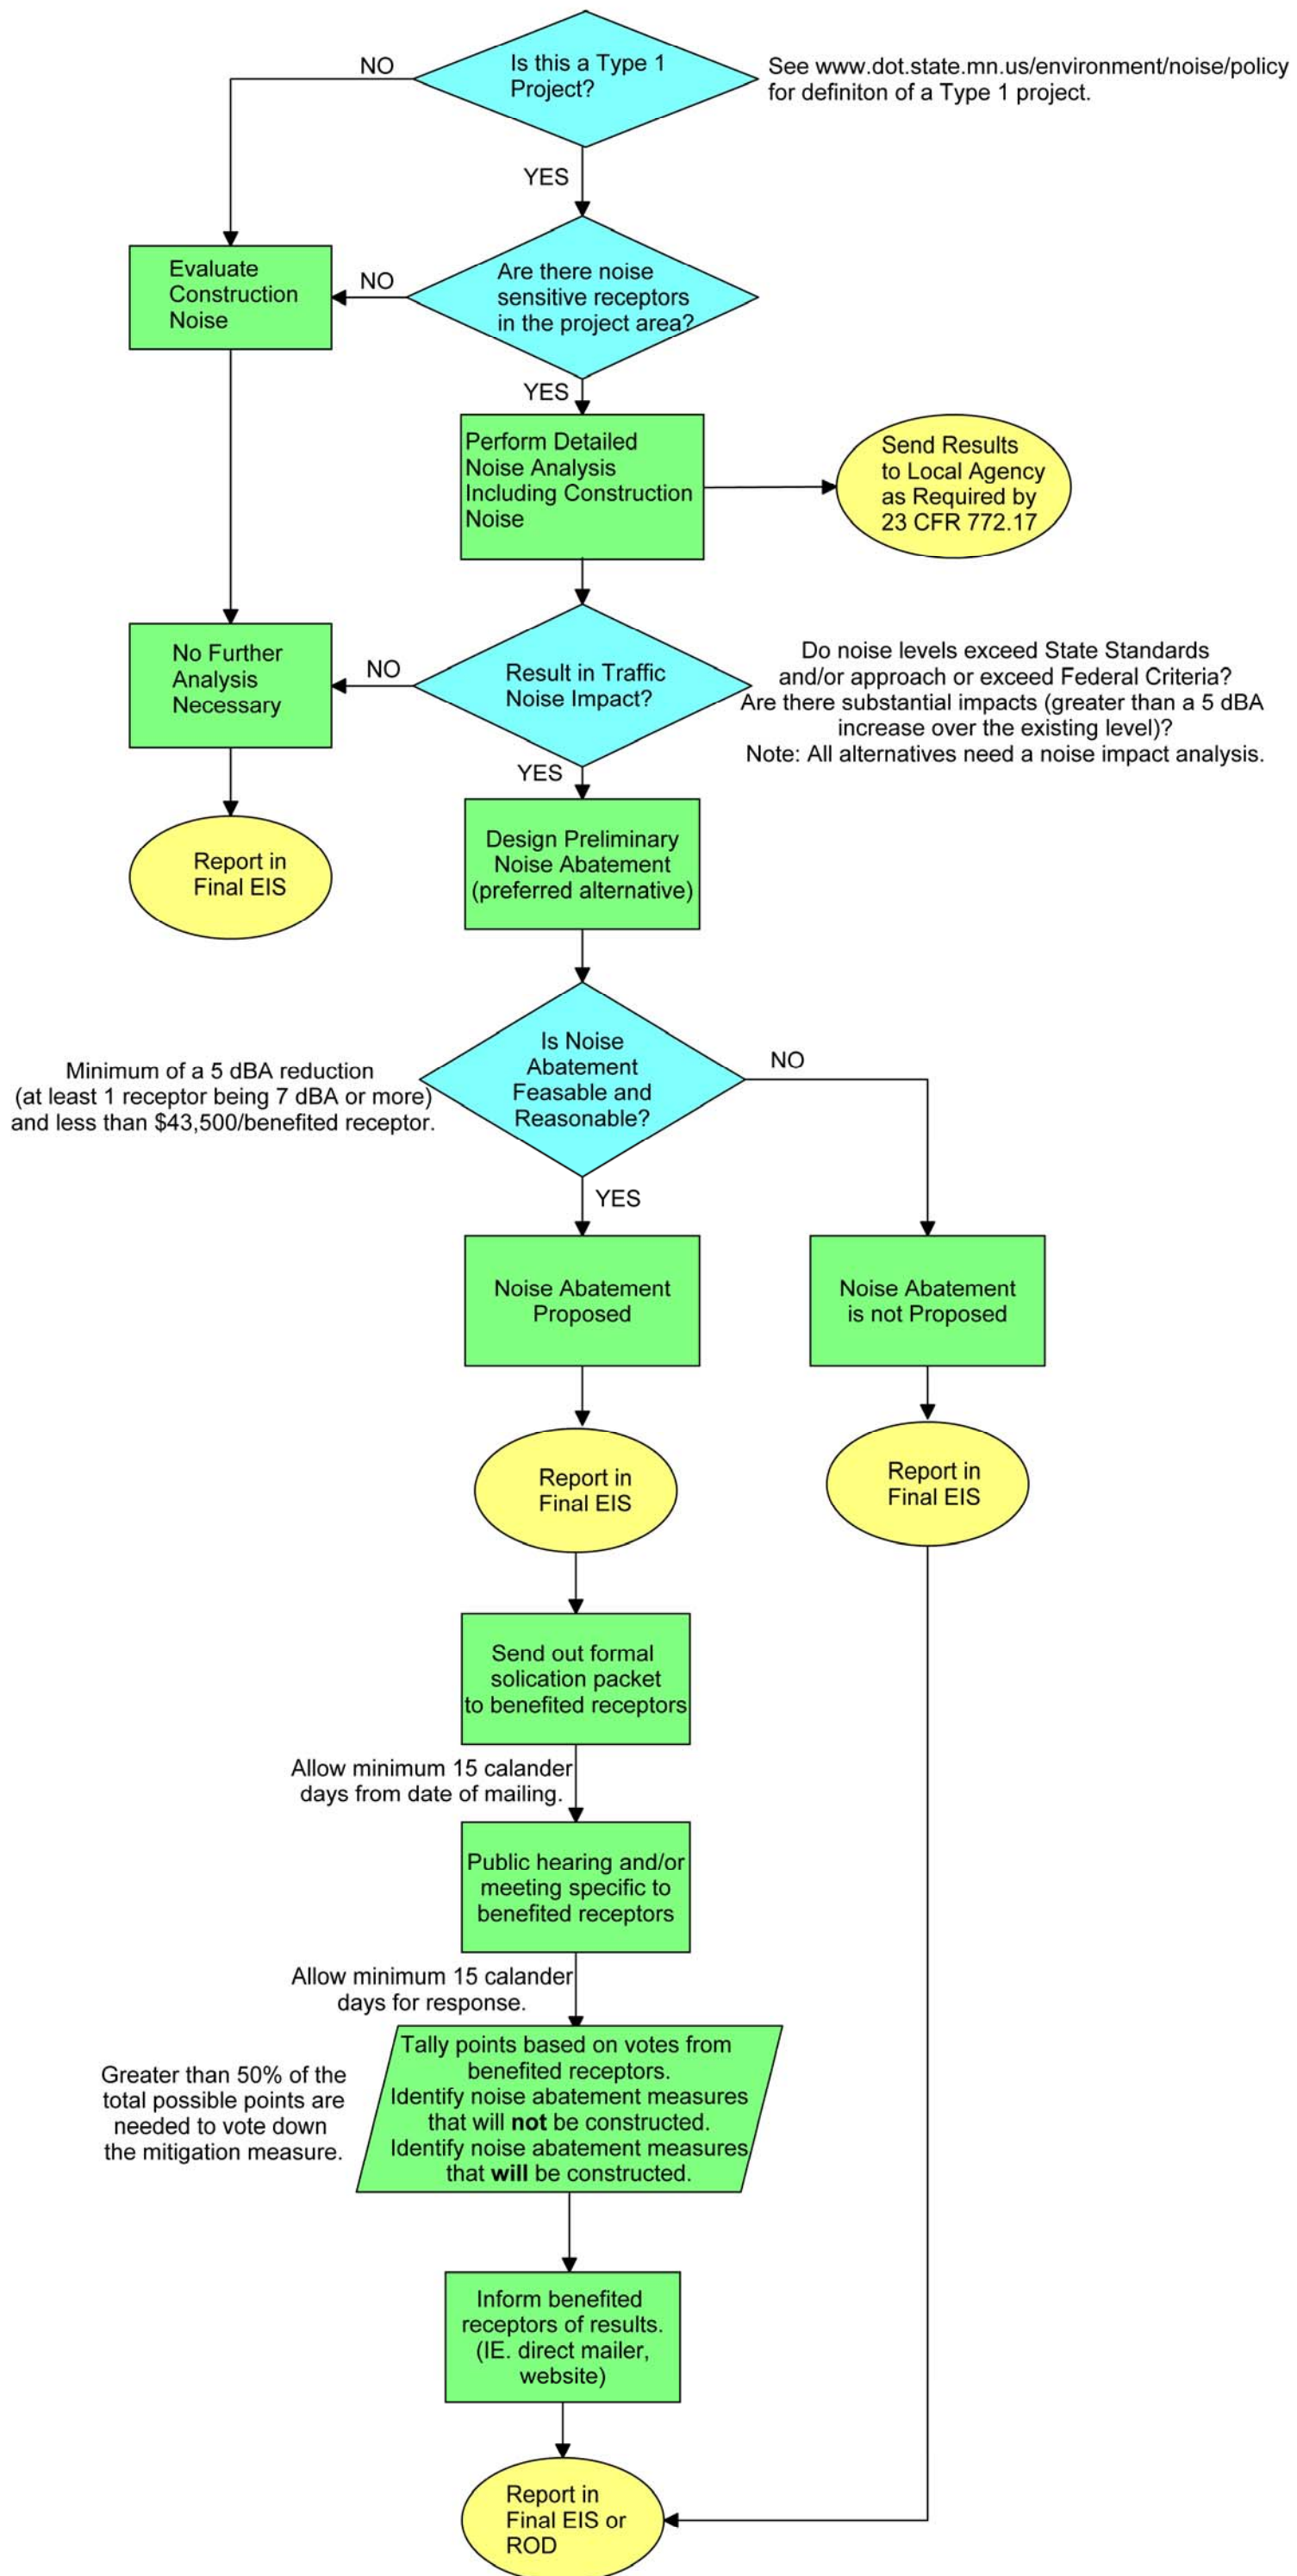 Is this a Type 1
Project?
NO
See www.dot.state.mn.us/environment/noise/policy
for definiton of a Type 1 project.
YES
Are there noise
sensitive receptors
in the project area?
NO
Evaluate
Construction
Noise
YES
Perform Detailed
Noise Analysis
Including Construction
Noise
Send Results
to Local Agency
as Required by
23 CFR 772.17
Result in Traffic
Noise Impact?
NO
No Further
Analysis
Necessary
Do noise levels exceed State Standards
and/or approach or exceed Federal Criteria?
Are there substantial impacts (greater than a 5 dBA
increase over the existing level)?
Note: All alternatives need a noise impact analysis.
YES
Report in
Final EIS
Design Preliminary
Noise Abatement
(preferred alternative)
Is Noise
Abatement
Feasable and
Reasonable?
NO
Minimum of a 5 dBA reduction
(at least 1 receptor being 7 dBA or more)
and less than $43,500/benefited receptor.
YES
Noise Abatement
Proposed
Noise Abatement
is not Proposed
Report in
Final EIS
Report in
Final EIS
Send out formal
solication packet
to benefited receptors
Allow minimum 15 calander
days from date of mailing.
Public hearing and/or
meeting specific to
benefited receptors
Allow minimum 15 calander
days for response.
Tally points based on votes from
benefited receptors.
Identify noise abatement measures
that will not be constructed.
Identify noise abatement measures
that will be constructed.
Greater than 50% of the
total possible points are
needed to vote down
the mitigation measure.
Inform benefited
receptors of results.
(IE. direct mailer,
website)
Report in
Final EIS or
ROD